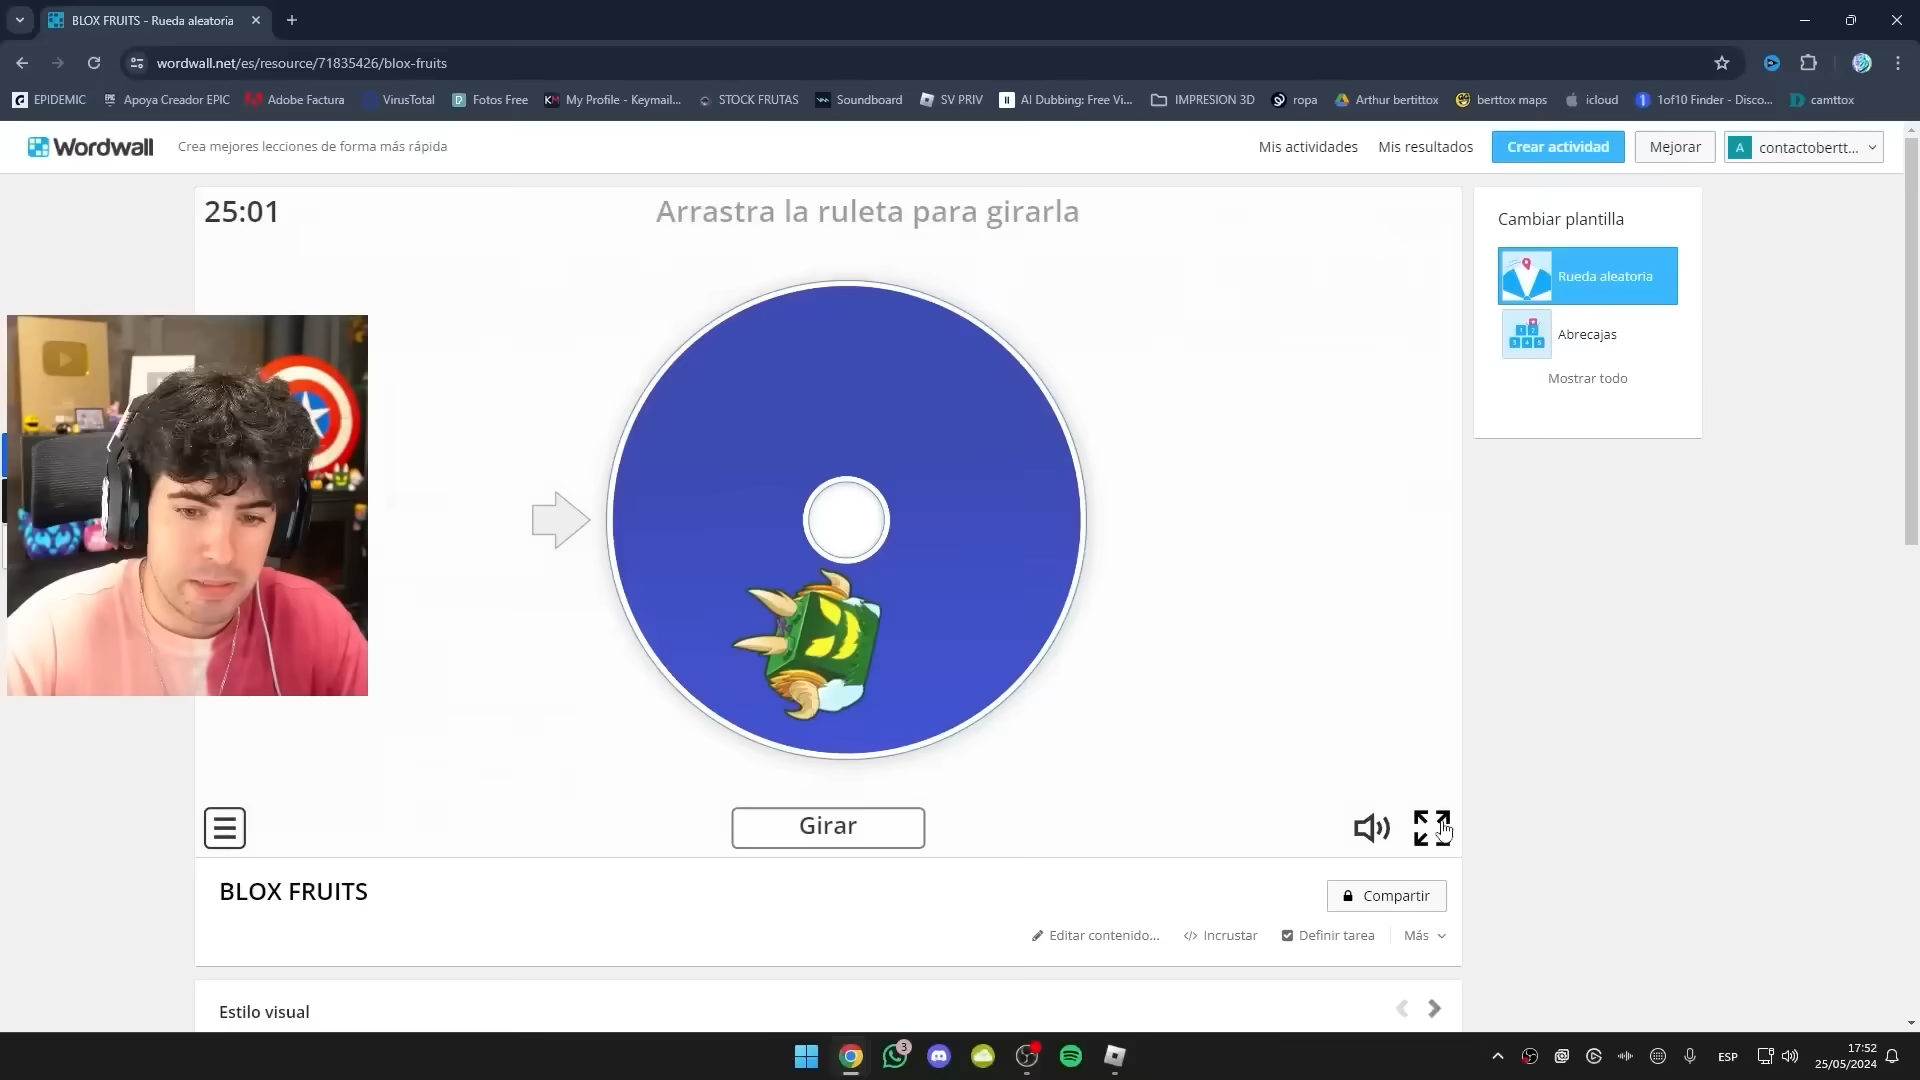 BLOX FRUITS - Rueda aleatoria
wordwall.net/es/resource/71835426/blox-fruits
EPIDEMIC
Apoya Creador EPIC
Adobe Factura
VirusTotal
Fotos Free
My Profile - Keymail...
STOCK FRUTAS
Soundboard
SV PRIV
AI Dubbing: Free Vi...
IMPRESION 3D
ropa
Arthur bertittox
berttox maps
icloud
1of10 Finder - Disco...
camttox
Wordwall
Crea mejores lecciones de forma más rápida
Mis actividades
Mis resultados
Crear actividad
Mejorar
A
contactobertt...
25:01
Arrastra la ruleta para girarla
Cambiar plantilla
Rueda aleatoria
Abrecajas
Mostrar todo
Girar
BLOX FRUITS
Compartir
Editar contenido...
Incrustar
Definir tarea
Más
Estilo visual
3
ESP
17:52
25/05/2024